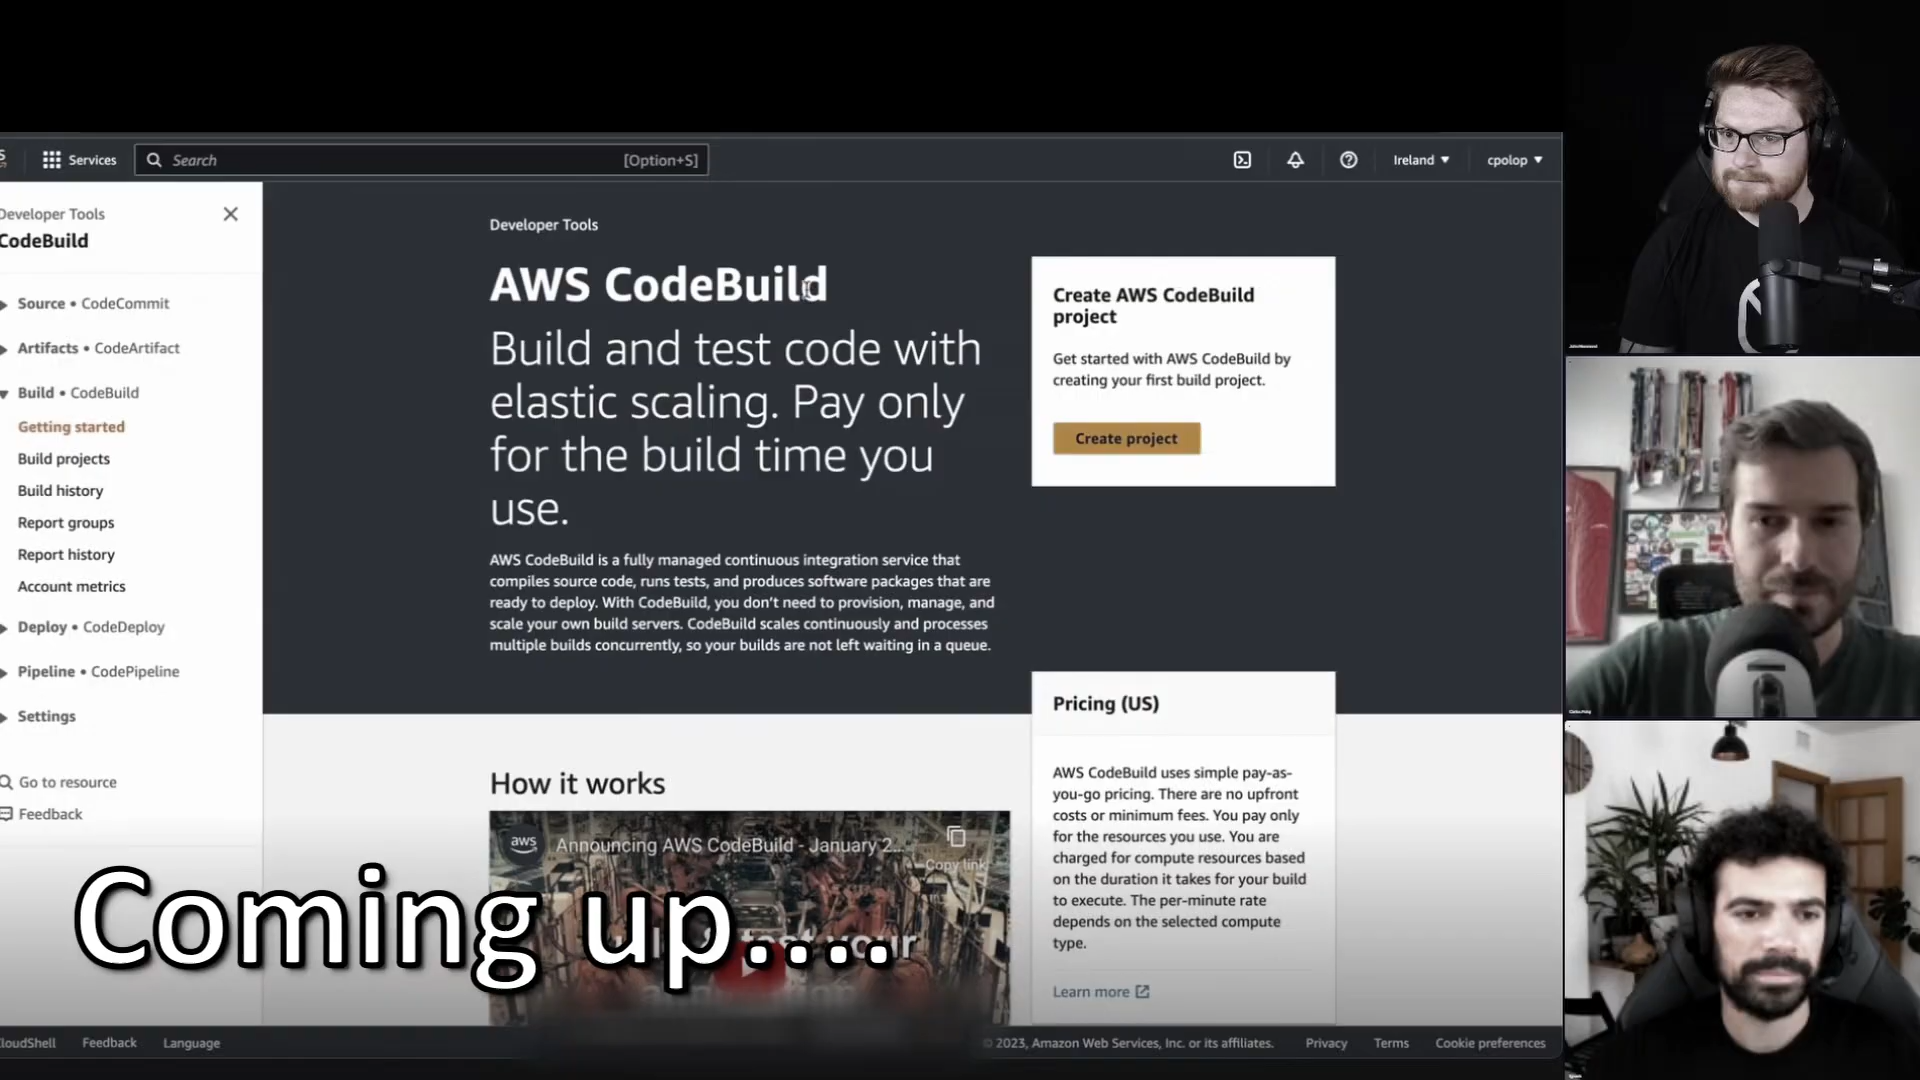 Services
Search
[Option+S]
Ireland
cpolop
Developer Tools
CodeBuild
Source • CodeCommit
Artifacts • CodeArtifact
Build • CodeBuild
Getting started
Build projects
Build history
Report groups
Report history
Account metrics
Deploy • CodeDeploy
Pipeline • CodePipeline
Settings
Go to resource
Feedback
Developer Tools
AWS CodeBuild
Build and test code with
elastic scaling. Pay only
for the build time you
use.
AWS CodeBuild is a fully managed continuous integration service that
compiles source code, runs tests, and produces software packages that are
ready to deploy. With CodeBuild, you don't need to provision, manage, and
scale your own build servers. CodeBuild scales continuously and processes
multiple builds concurrently, so your builds are not left waiting in a queue.
Create AWS CodeBuild
project
Get started with AWS CodeBuild by
creating your first build project.
Create project
Pricing (US)
AWS CodeBuild uses simple pay-as-
you-go pricing. There are no upfront
costs or minimum fees. You pay only
for the resources you use. You are
charged for compute resources based
on the duration it takes for your build
to execute. The per-minute rate
depends on the selected compute
type.
Learn more
How it works
aws
Announcing AWS CodeBuild - January 2...
Copy link
Coming up....
your
CloudShell
Feedback
Language
© 2023, Amazon Web Services, Inc. or its affiliates.
Privacy
Terms
Cookie preferences